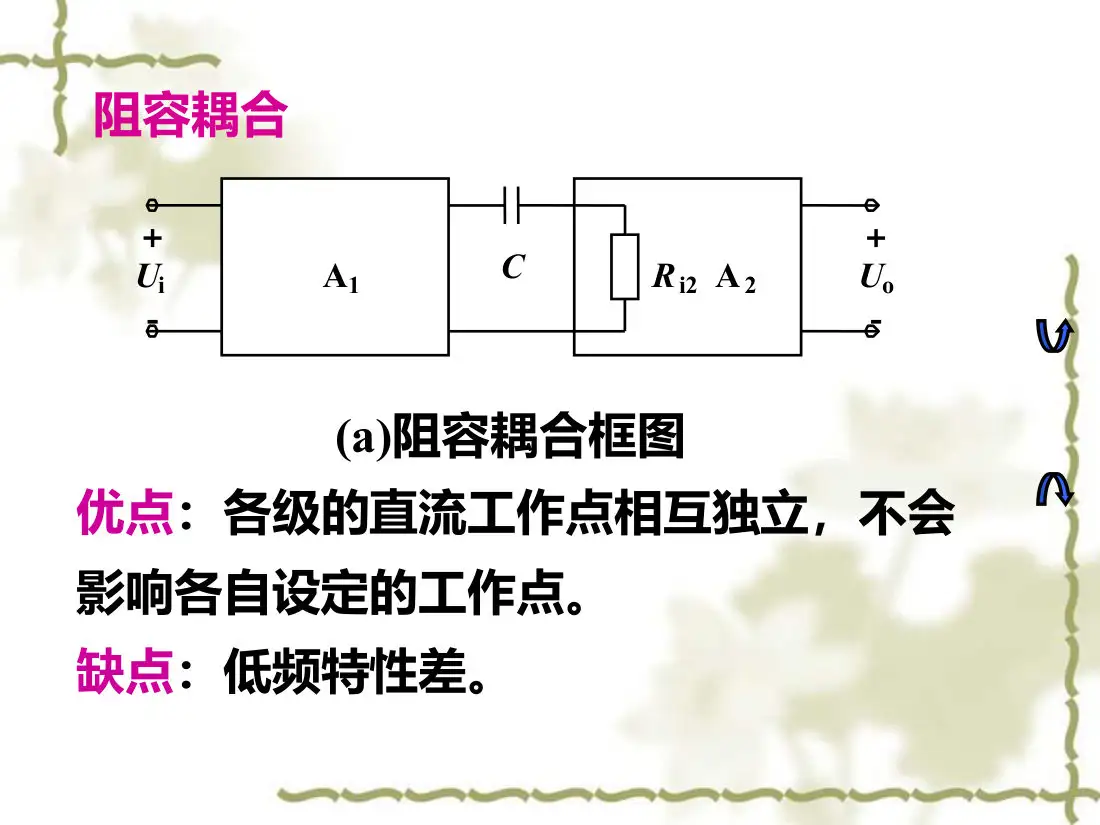 阻容耦合
+ +
Ui A1 C Ri2 A2 Uo
- -
(a)阻容耦合框图
优点：各级的直流工作点相互独立，不会
影响各自设定的工作点。
缺点：低频特性差。